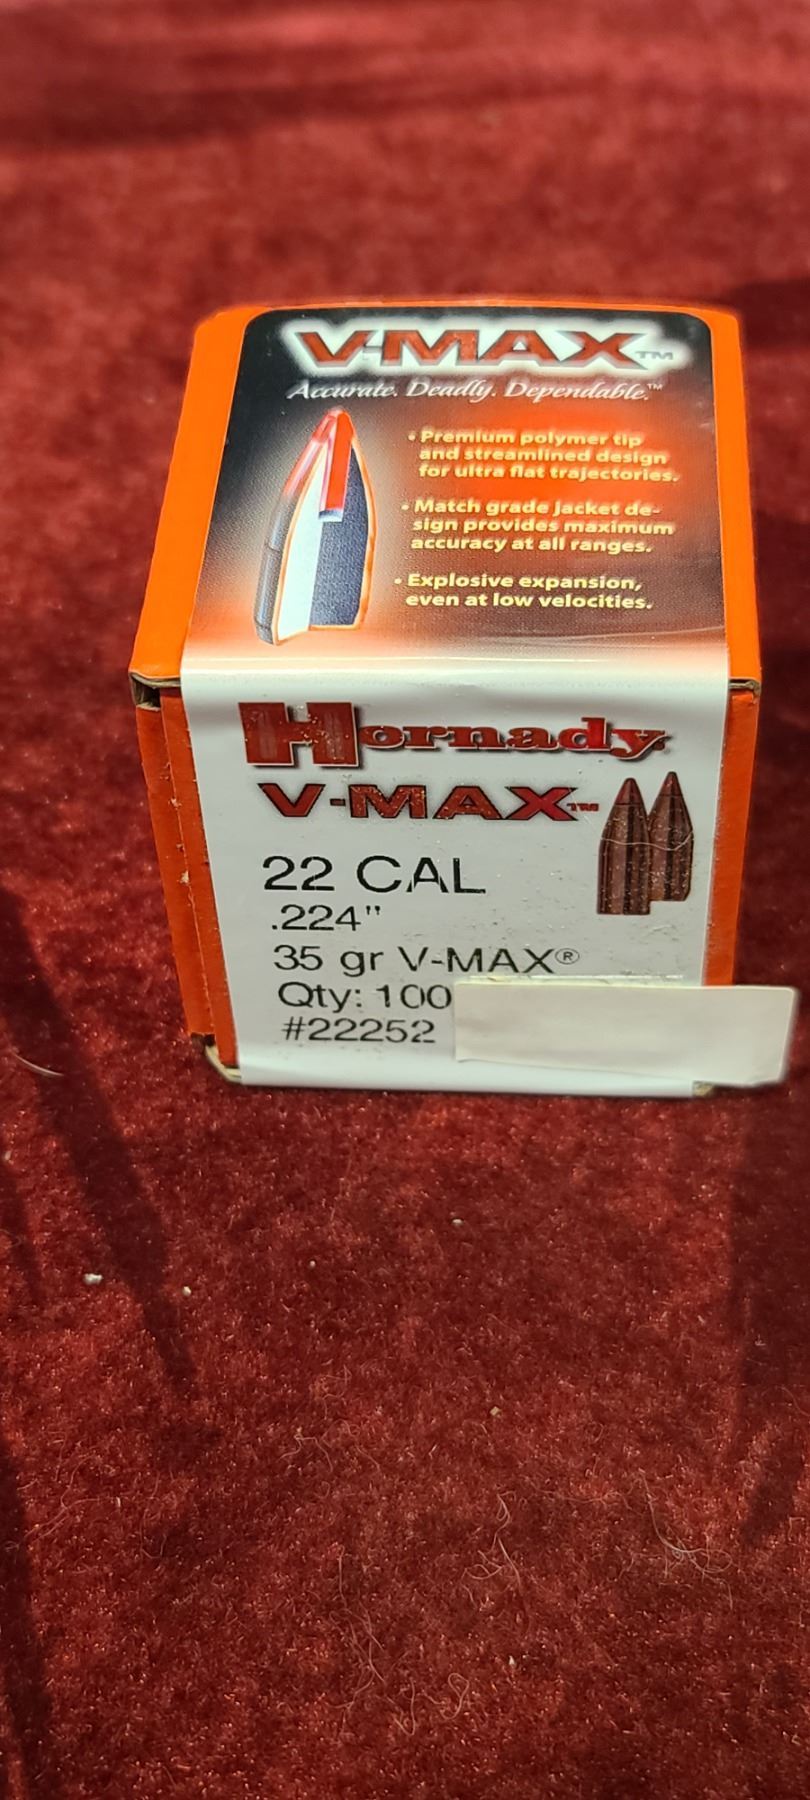 V-MAX™
Accurate. Deadly. Dependable.™
• Premium polymer tip
and streamlined design
for ultra flat trajectories.
• Match grade jacket de-
sign provides maximum
accuracy at all ranges.
• Explosive expansion,
even at low velocities.
Hornady®
V-MAX™
22 CAL
.224"
35 gr V-MAX®
Qty: 100
#22252